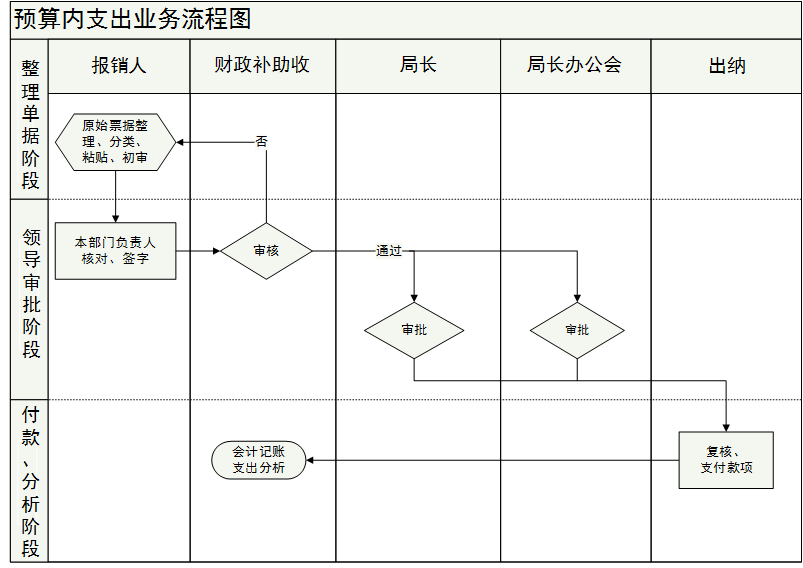 预算内支出业务流程图
报销人
财政补助收
局长
局长办公会
出纳
整理单据阶段
原始票据整
理、分类、
粘贴、初审
否
领导审批阶段
本部门负责人
核对、签字
审核
通过
审批
审批
付款、分析阶段
会计记账
支出分析
复核、
支付款项